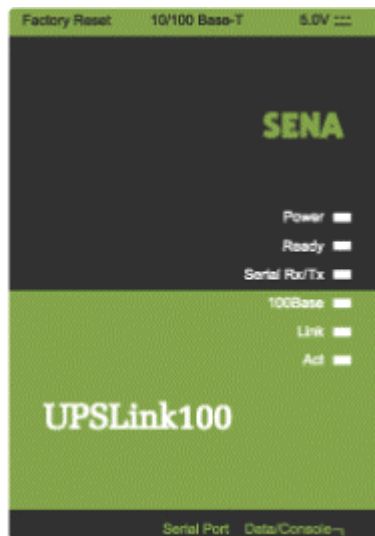 Factory Reset 10/100 Base-T 5.0V
SENA
Power
Ready
Serial Rx/Tx
100Base
Link
Act
UPSLink100
Serial Port Data/Console